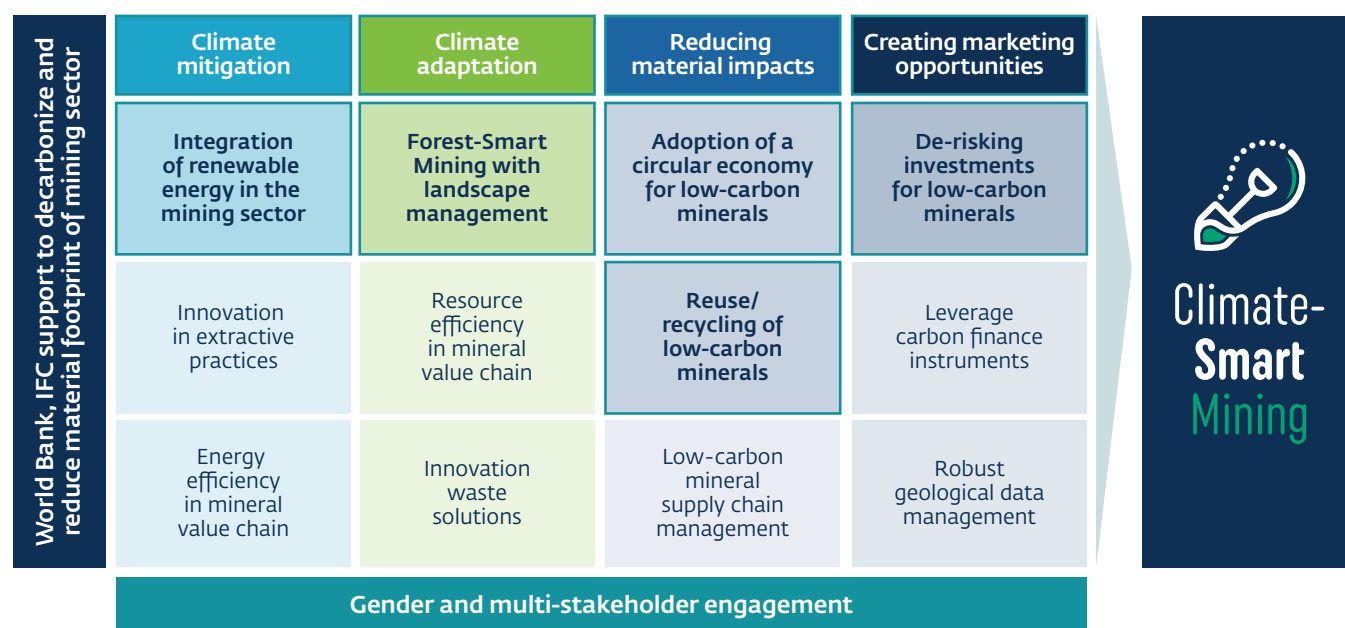 World Bank, IFC support to decarbonize and
reduce material footprint of mining sector
Climate
mitigation
Climate
adaptation
Reducing
material impacts
Creating marketing
opportunities
Integration
of renewable
energy in the
mining sector
Forest-Smart
Mining with
landscape
management
Adoption of a
circular economy
for low-carbon
minerals
De-risking
investments
for low-carbon
minerals
Innovation
in extractive
practices
Resource
efficiency
in mineral
value chain
Reuse/
recycling of
low-carbon
minerals
Leverage
carbon finance
instruments
Energy
efficiency
in mineral
value chain
Innovation
waste
solutions
Low-carbon
mineral
supply chain
management
Robust
geological data
management
Gender and multi-stakeholder engagement
Climate-
Smart
Mining